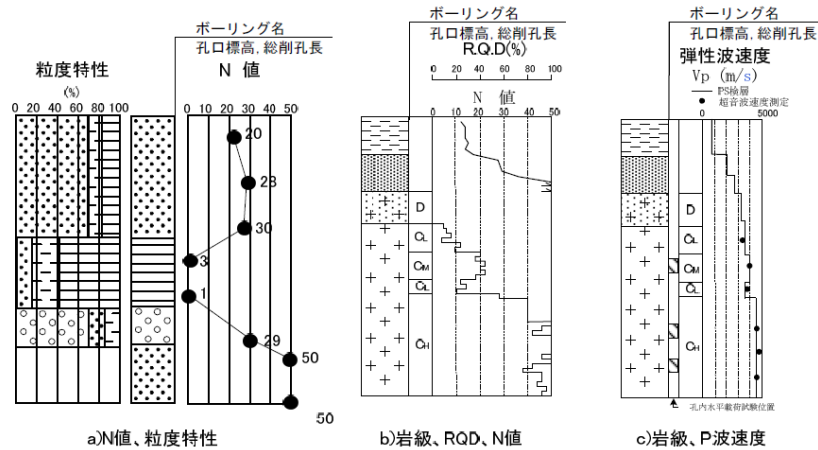 ボーリング名
孔口標高,総削孔長
粒度特性
(%)
0 20 40 60 80 100
N 値
0 10 20 30 40 50
20
28
30
3
1
29
50
50
a)N値、粒度特性
ボーリング名
孔口標高,総削孔長
R.Q.D(%)
0 20 40 60 80 100
N 値
0 10 20 30 40 50
D
CL
CM
CL
CH
b)岩級、RQD、N値
ボーリング名
孔口標高,総削孔長
弾性波速度
Vp (m/s)
PS検層
超音波速度測定
0 5000
D
CL
CM
CL
CH
孔内水平載荷試験位置
c)岩級、P波速度